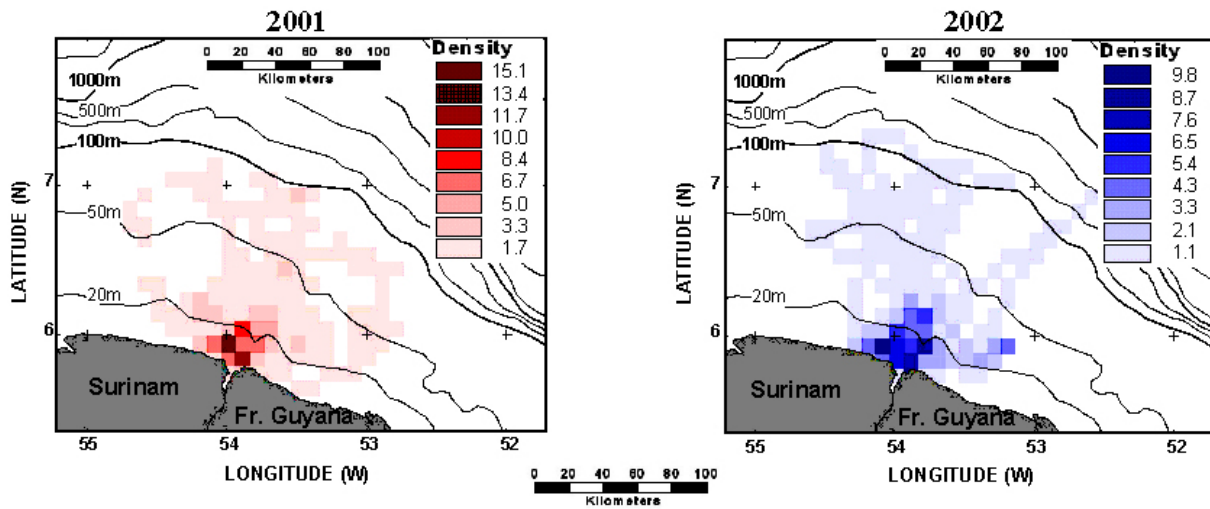 2001
0 20 40 60 80 100
Kilometers
Density
15.1
13.4
11.7
10.0
8.4
6.7
5.0
3.3
1.7
1000m
500m
100m
50m
20m
7
6
LATITUDE (N)
Surinam
Fr. Guyana
55 54 53 52
LONGITUDE (W)
2002
0 20 40 60 80 100
Kilometers
Density
9.8
8.7
7.6
6.5
5.4
4.3
3.3
2.1
1.1
1000m
500m
100m
50m
20m
7
6
LATITUDE (N)
Surinam
Fr. Guyana
55 54 53 52
LONGITUDE (W)
0 20 40 60 80 100
Kilometers